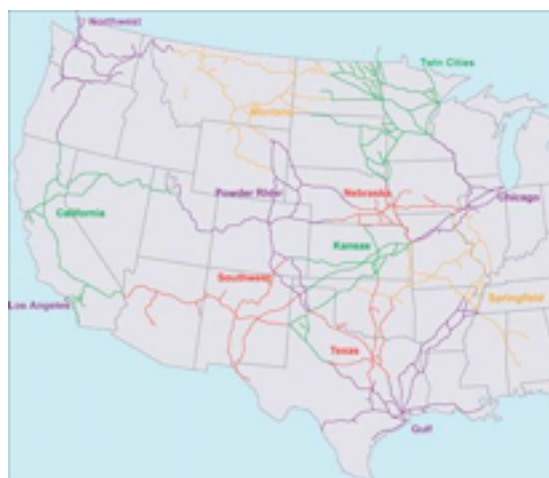 Northwest
Twin Cities
Montana
Powder River
Nebraska
Chicago
California
Kansas
Southwest
Los Angeles
Springfield
Texas
Gulf